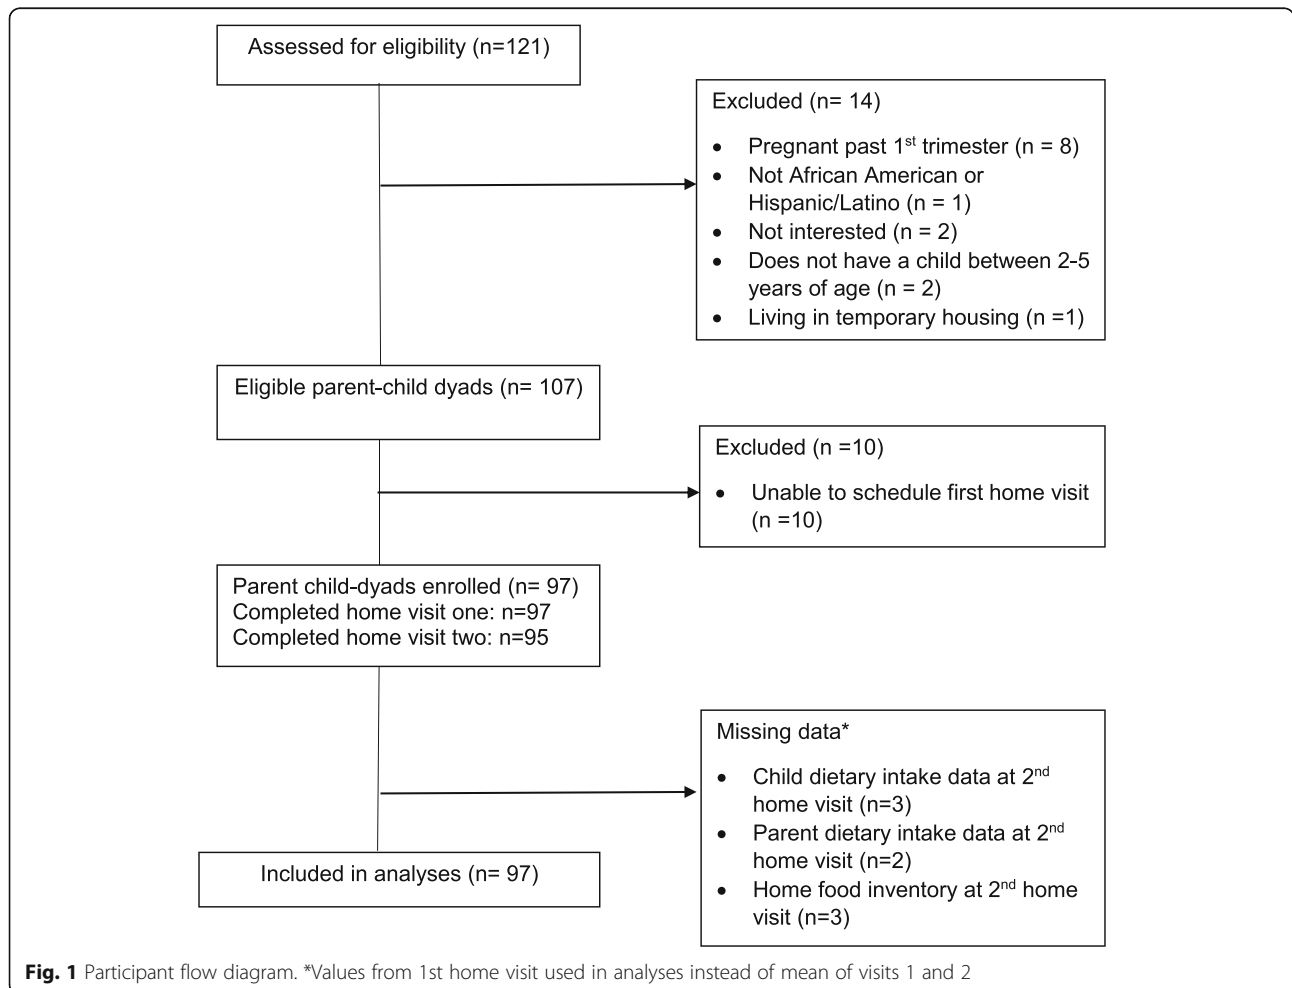 Assessed for eligibility (n=121)
Excluded (n= 14)
• Pregnant past 1st trimester (n = 8)
• Not African American or
Hispanic/Latino (n = 1)
• Not interested (n = 2)
• Does not have a child between 2-5
years of age (n = 2)
• Living in temporary housing (n =1)
Eligible parent-child dyads (n= 107)
Excluded (n =10)
• Unable to schedule first home visit
(n =10)
Parent child-dyads enrolled (n= 97)
Completed home visit one: n=97
Completed home visit two: n=95
Missing data*
• Child dietary intake data at 2nd
home visit (n=3)
• Parent dietary intake data at 2nd
home visit (n=2)
• Home food inventory at 2nd home
visit (n=3)
Included in analyses (n= 97)
Fig. 1 Participant flow diagram. *Values from 1st home visit used in analyses instead of mean of visits 1 and 2